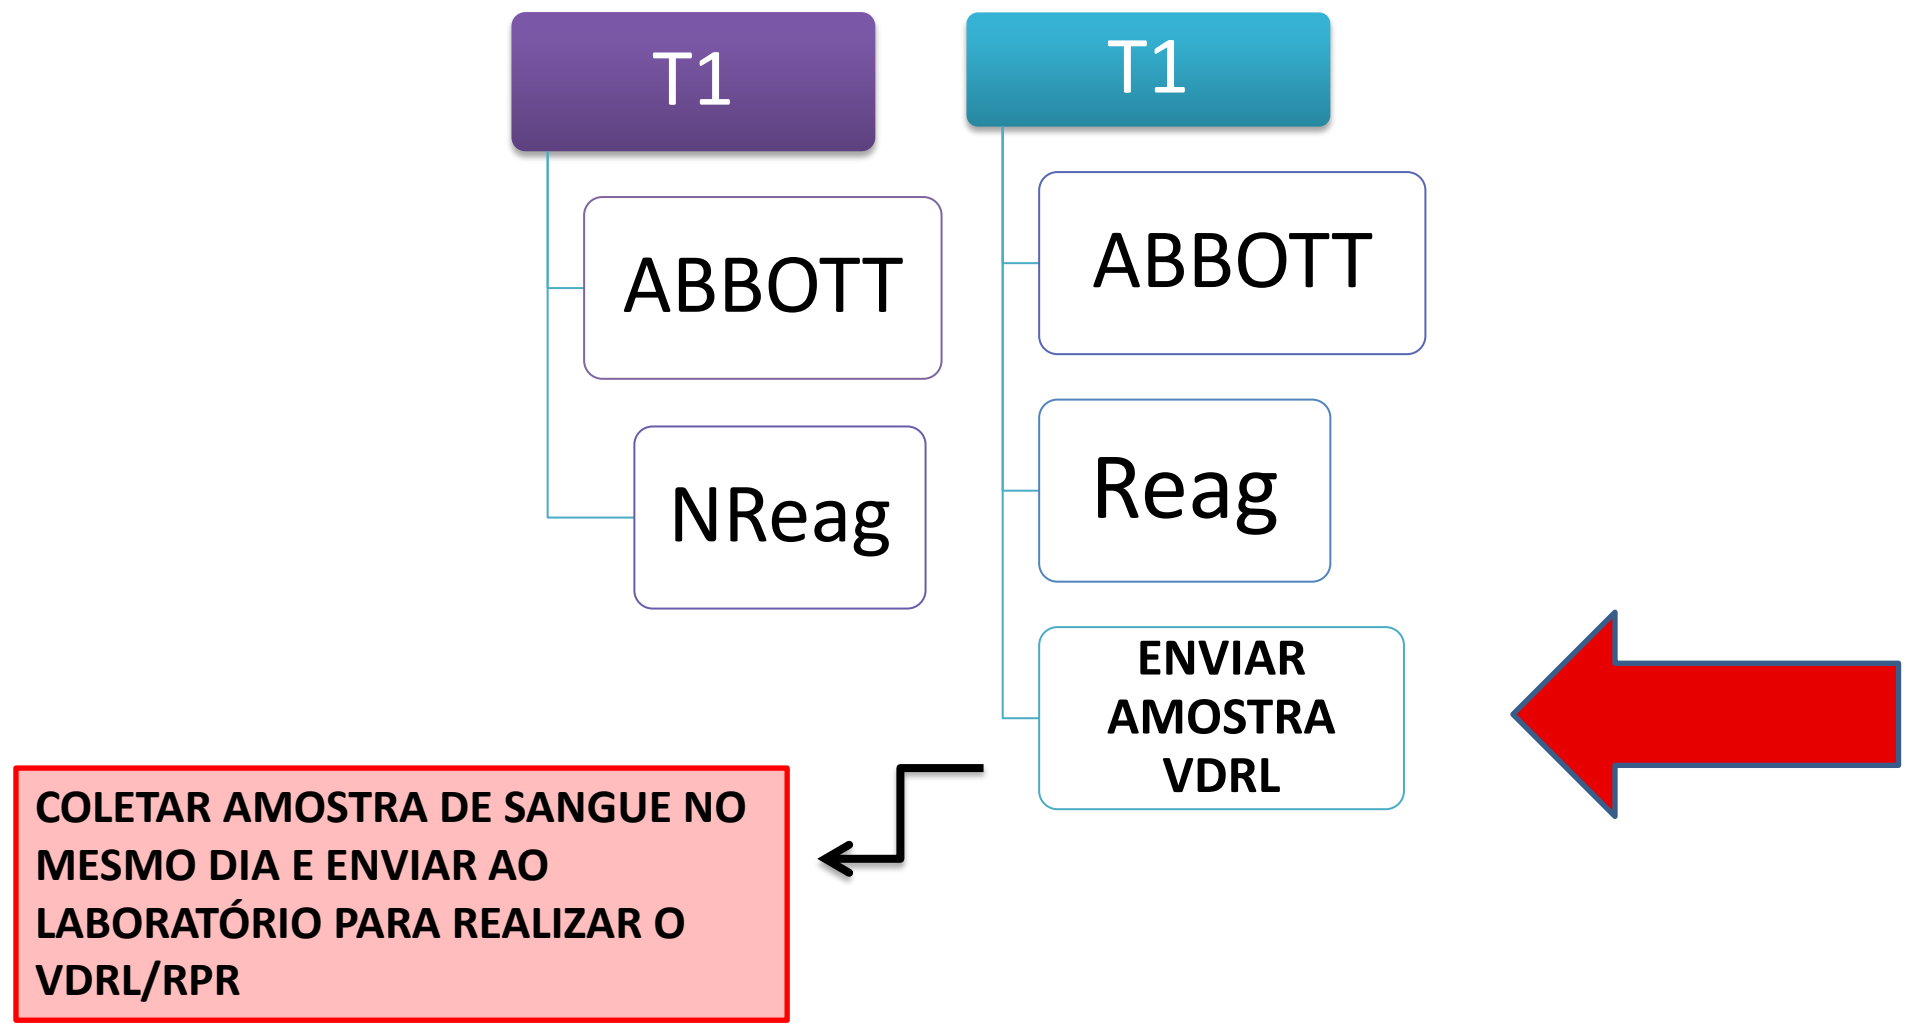 T1
ABBOTT
NReag
T1
ABBOTT
Reag
ENVIAR
AMOSTRA
VDRL
COLETAR AMOSTRA DE SANGUE NO
MESMO DIA E ENVIAR AO
LABORATÓRIO PARA REALIZAR O
VDRL/RPR